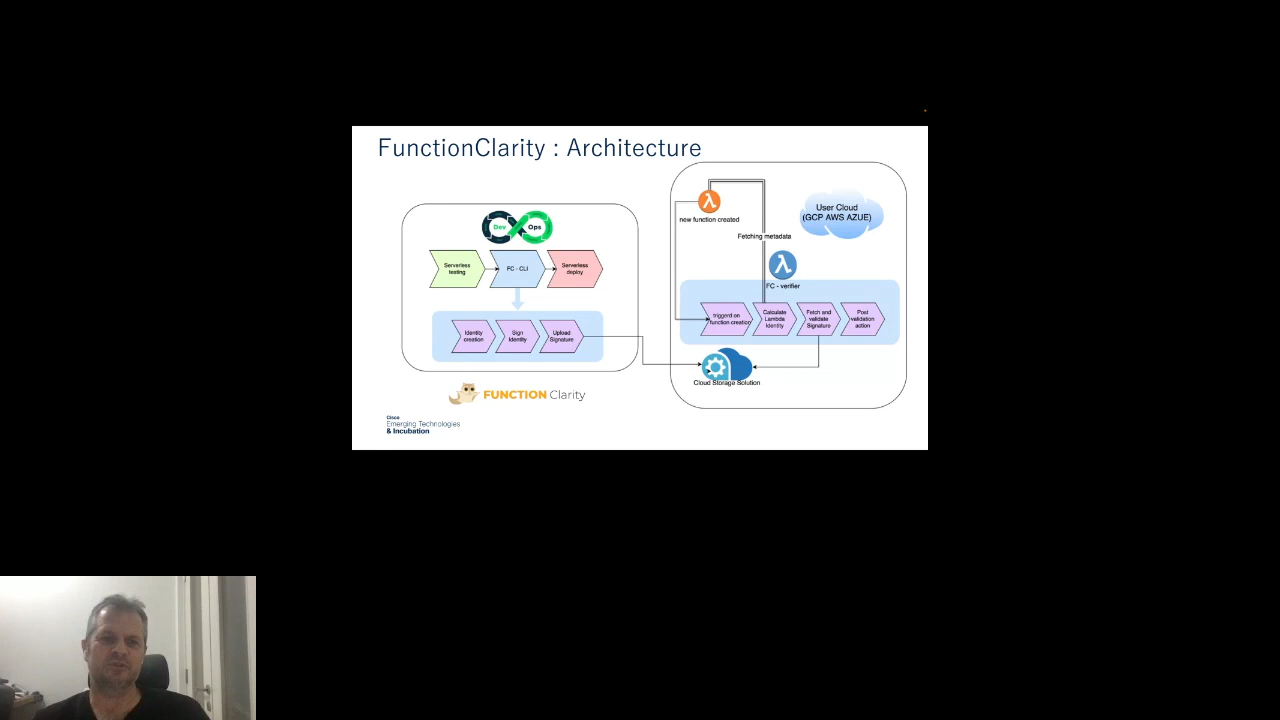 FunctionClarity : Architecture
Dev
Ops
Serverless
testing
FC - CLI
Serverless
deploy
Identity
creation
Sign
Identity
Upload
Signature
FUNCTION Clarity
Cisco
Emerging Technologies
& Incubation
new function created
User Cloud
(GCP AWS AZUE)
Fetching metadata
FC - verifier
triggerd on
function creation
Calculate
Lambda
Identity
Fetch and
validate
Signature
Post
validation
action
Cloud Storage Solution